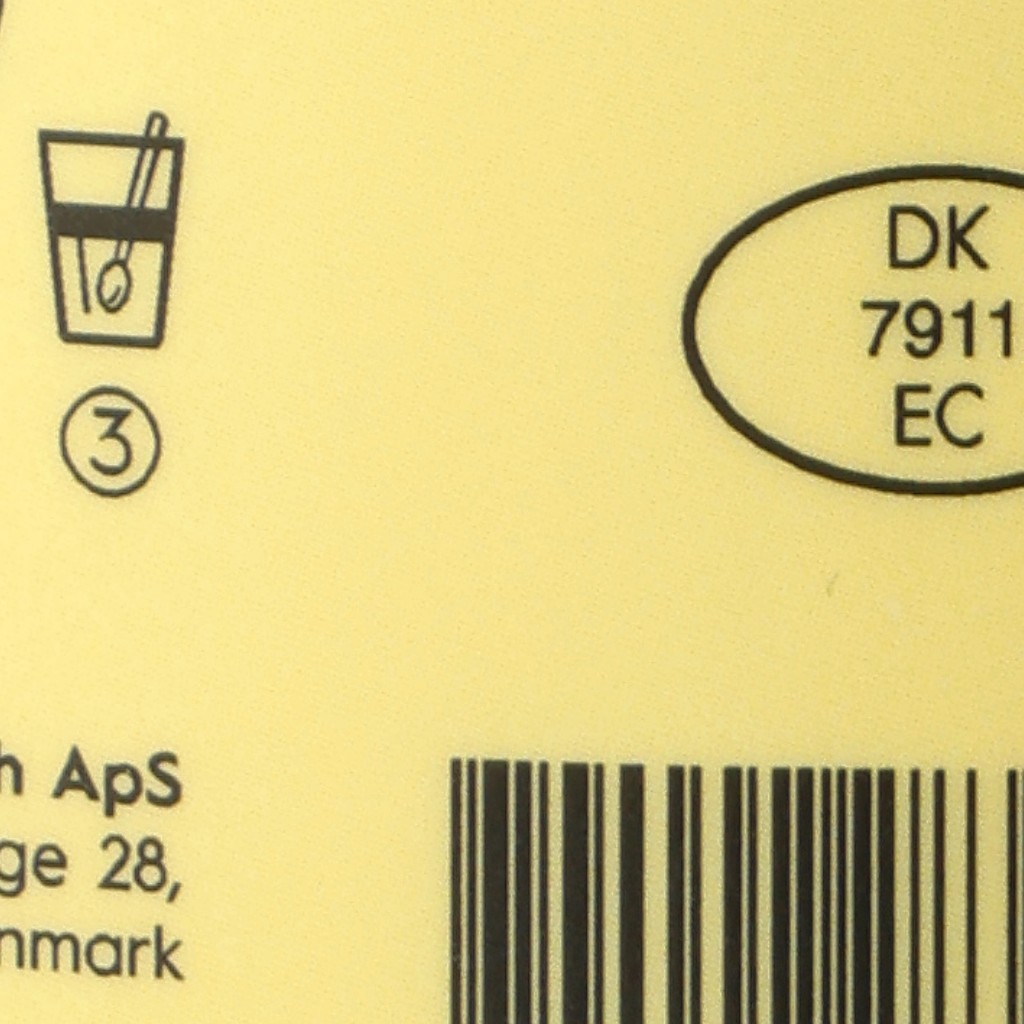 3
DK
7911
EC
h ApS
ge 28,
nmark